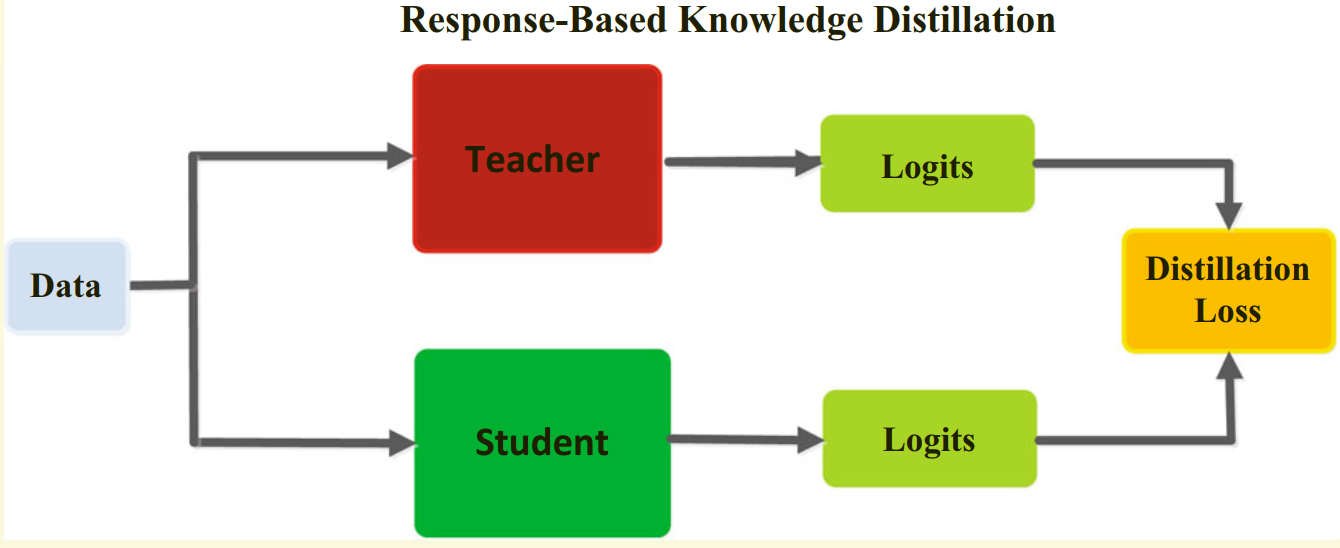 Response-Based Knowledge Distillation
Teacher
Logits
Data
Distillation
Loss
Student
Logits